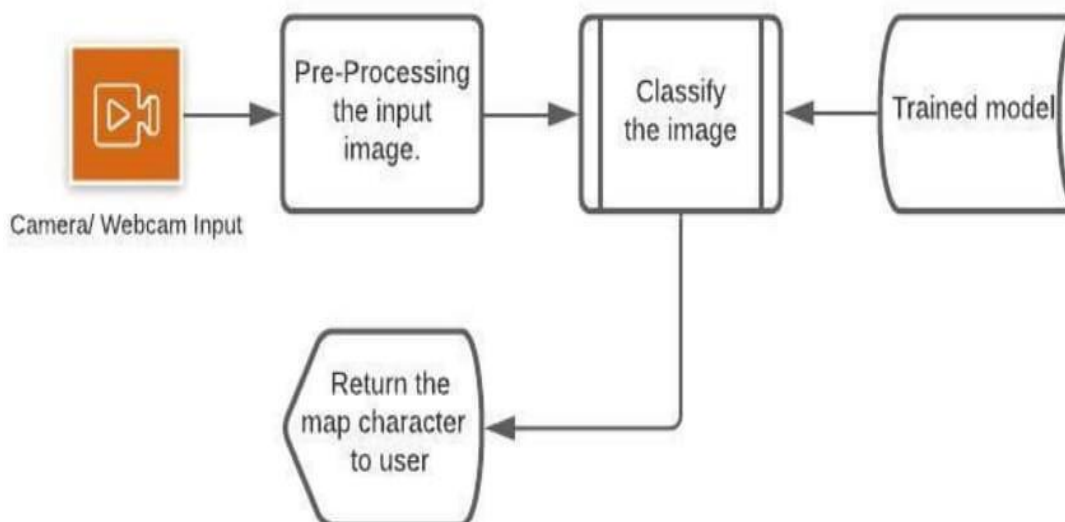 Pre-Processing
the input
image.
Classify
the image
Trained model
Camera/ Webcam Input
Return the
map character
to user